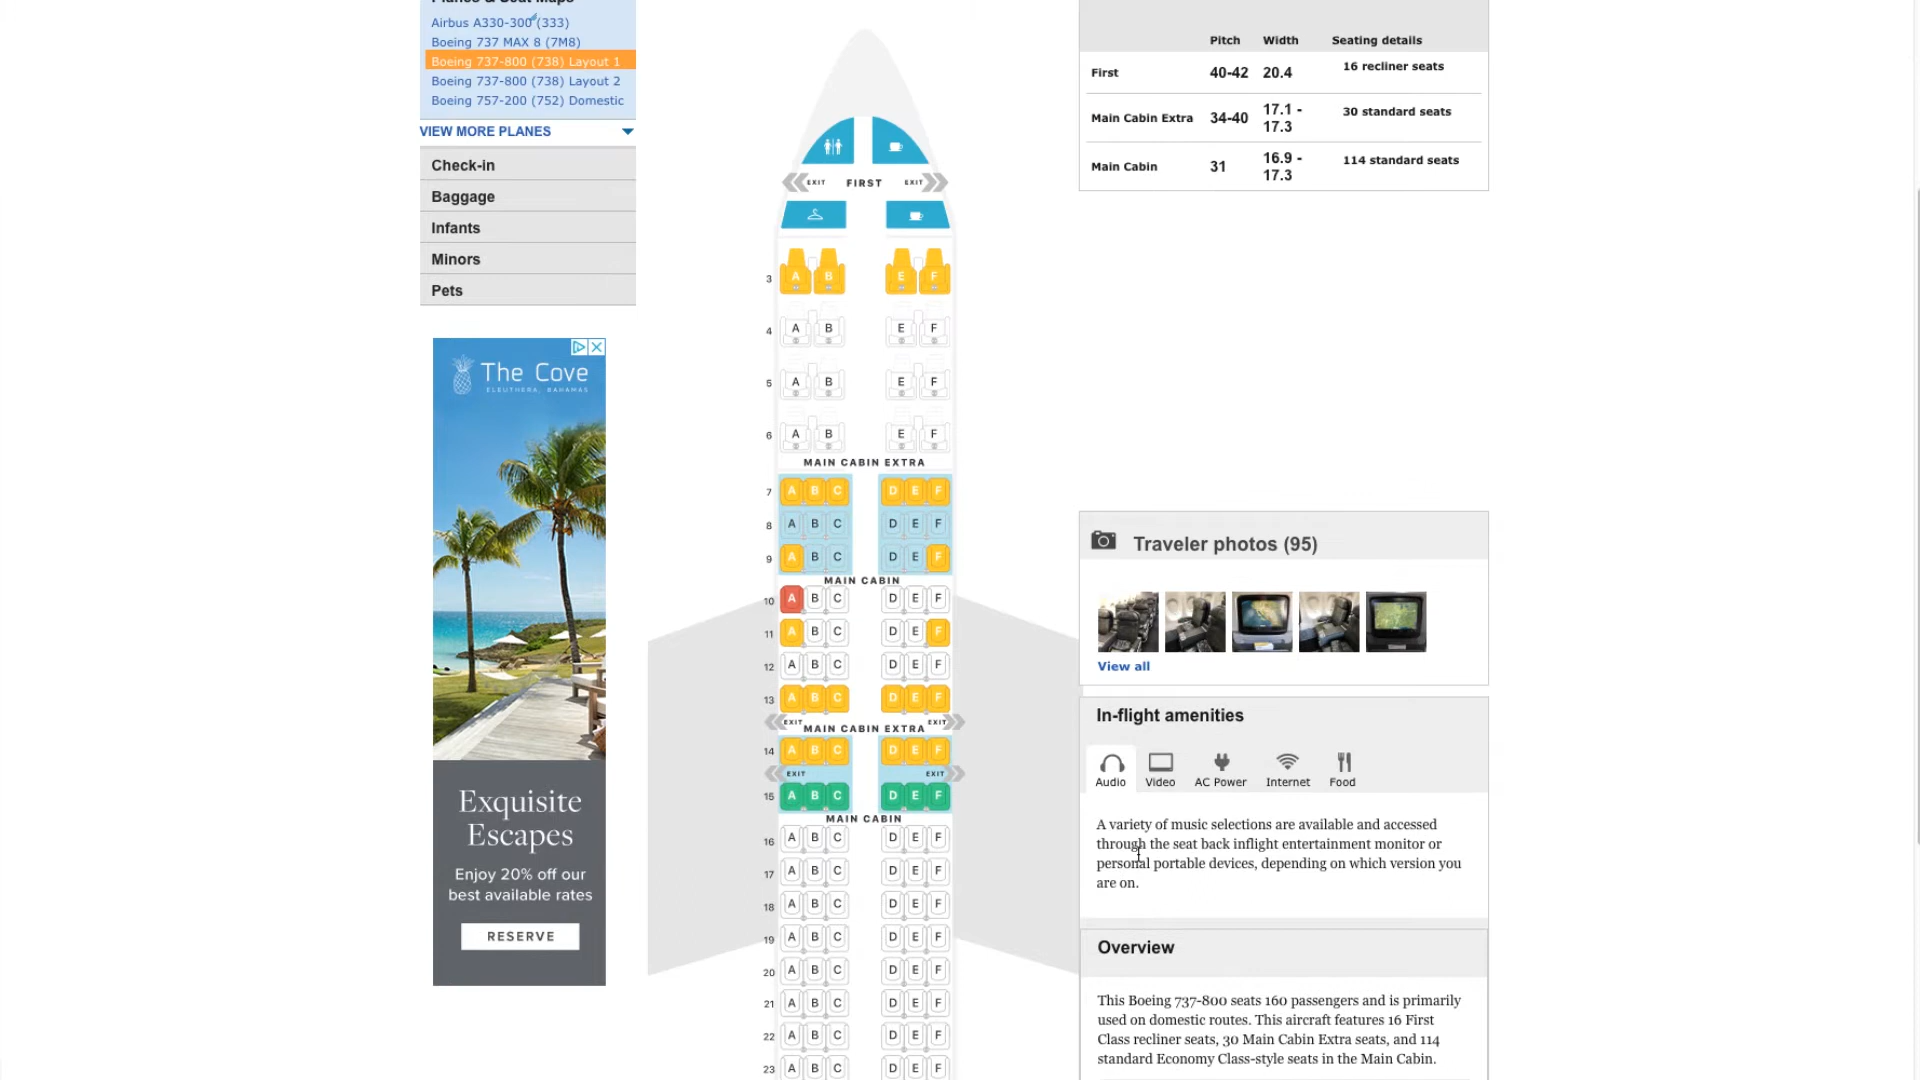 Planes & Seat Maps
Airbus A330-300 (333)
Boeing 737 MAX 8 (7M8)
Boeing 737-800 (738) Layout 1
Boeing 737-800 (738) Layout 2
Boeing 757-200 (752) Domestic
VIEW MORE PLANES
Check-in
Baggage
Infants
Minors
Pets
The Cove
ELEUTHERA, BAHAMAS
Exquisite
Escapes
Enjoy 20% off our
best available rates
RESERVE
EXIT FIRST EXIT
3 A B E F
4 A B E F
5 A B E F
6 A B E F
MAIN CABIN EXTRA
7 A B C D E F
8 A B C D E F
9 A B C D E F
MAIN CABIN
10 A B C D E F
11 A B C D E F
12 A B C D E F
13 A B C D E F
EXIT EXIT
MAIN CABIN EXTRA
14 A B C D E F
EXIT EXIT
15 A B C D E F
MAIN CABIN
16 A B C D E F
17 A B C D E F
18 A B C D E F
19 A B C D E F
20 A B C D E F
21 A B C D E F
22 A B C D E F
23 A B C D E F
Pitch Width Seating details
First 40-42 20.4 16 recliner seats
Main Cabin Extra 34-40 17.1 - 17.3 30 standard seats
Main Cabin 31 16.9 - 17.3 114 standard seats
Traveler photos (95)
View all
In-flight amenities
Audio Video AC Power Internet Food
A variety of music selections are available and accessed
through the seat back inflight entertainment monitor or
personal portable devices, depending on which version you
are on.
Overview
This Boeing 737-800 seats 160 passengers and is primarily
used on domestic routes. This aircraft features 16 First
Class recliner seats, 30 Main Cabin Extra seats, and 114
standard Economy Class-style seats in the Main Cabin.